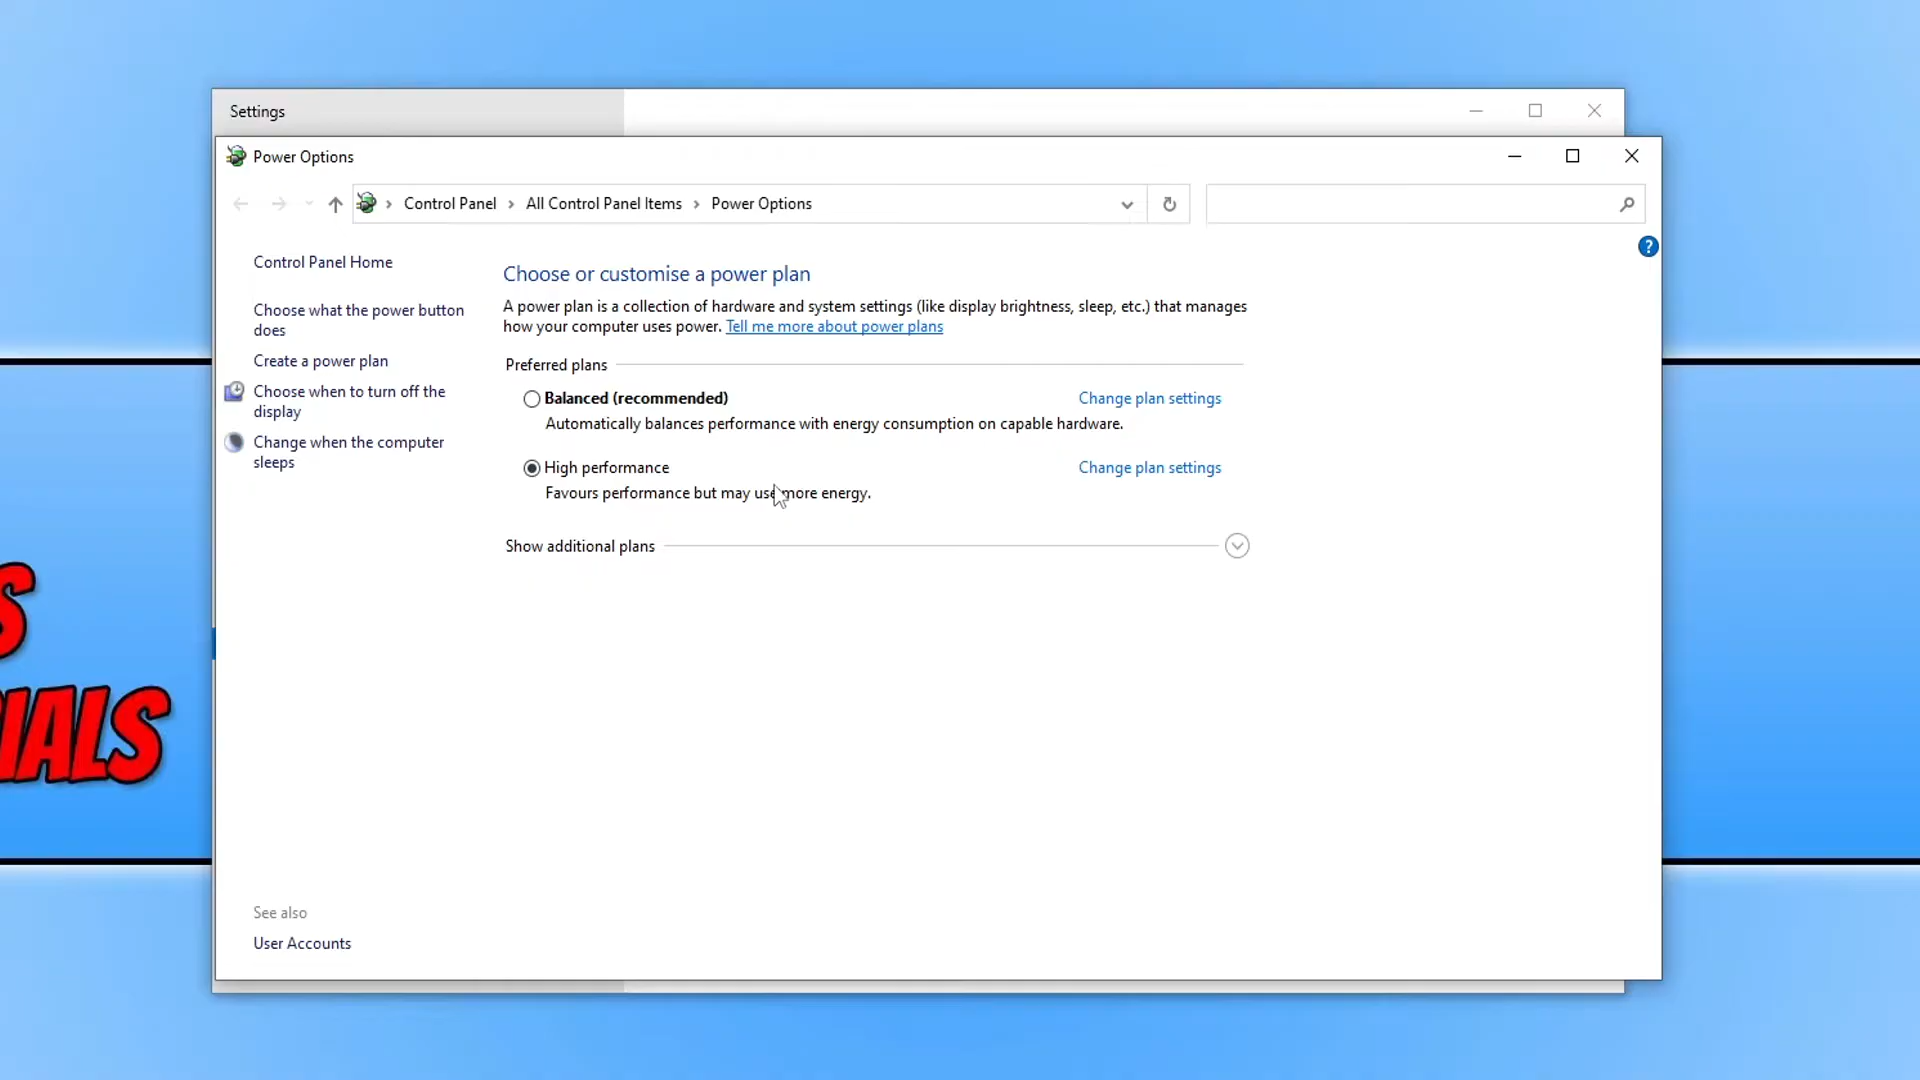 Settings
Power Options
Control Panel
All Control Panel Items
Power Options
Control Panel Home
Choose what the power button
does
Create a power plan
Choose when to turn off the
display
Change when the computer
sleeps
Choose or customise a power plan
A power plan is a collection of hardware and system settings (like display brightness, sleep, etc.) that manages
how your computer uses power. Tell me more about power plans
Preferred plans
Balanced (recommended) Change plan settings
Automatically balances performance with energy consumption on capable hardware.
High performance Change plan settings
Favours performance but may use more energy.
Show additional plans
See also
User Accounts
S
IALS